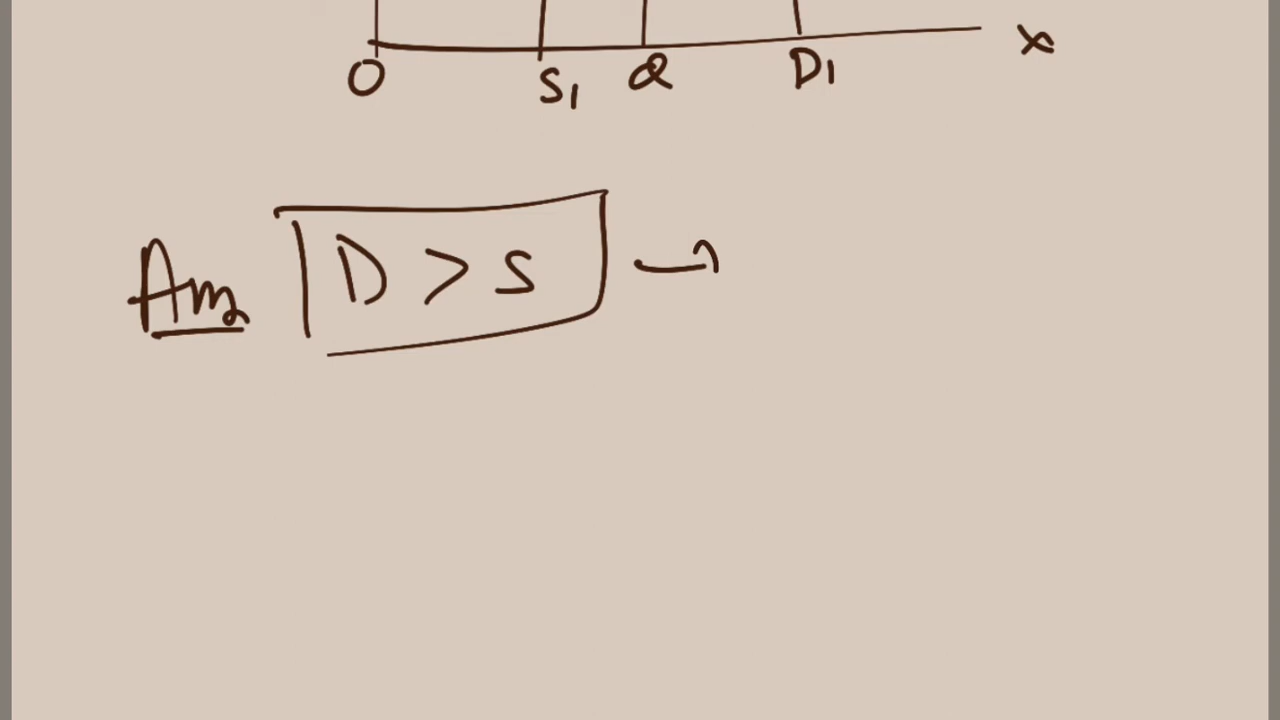 O S1 Q D1 x
Ans D > S →